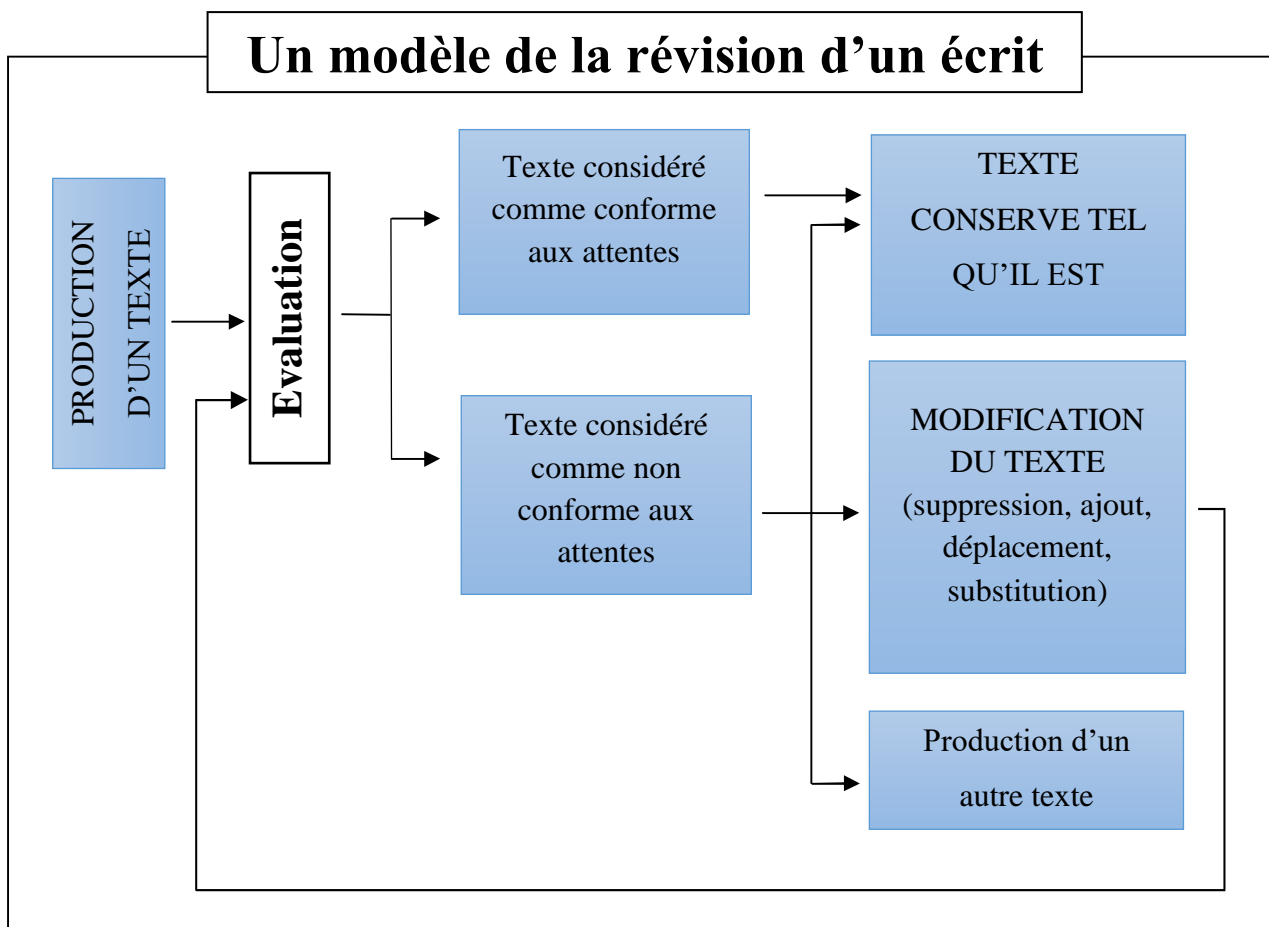 Un modèle de la révision d’un écrit
PRODUCTION
D’UN TEXTE
Evaluation
Texte considéré
comme conforme
aux attentes
Texte considéré
comme non
conforme aux
attentes
TEXTE
CONSERVE TEL
QU’IL EST
MODIFICATION
DU TEXTE
(suppression, ajout,
déplacement,
substitution)
Production d’un
autre texte